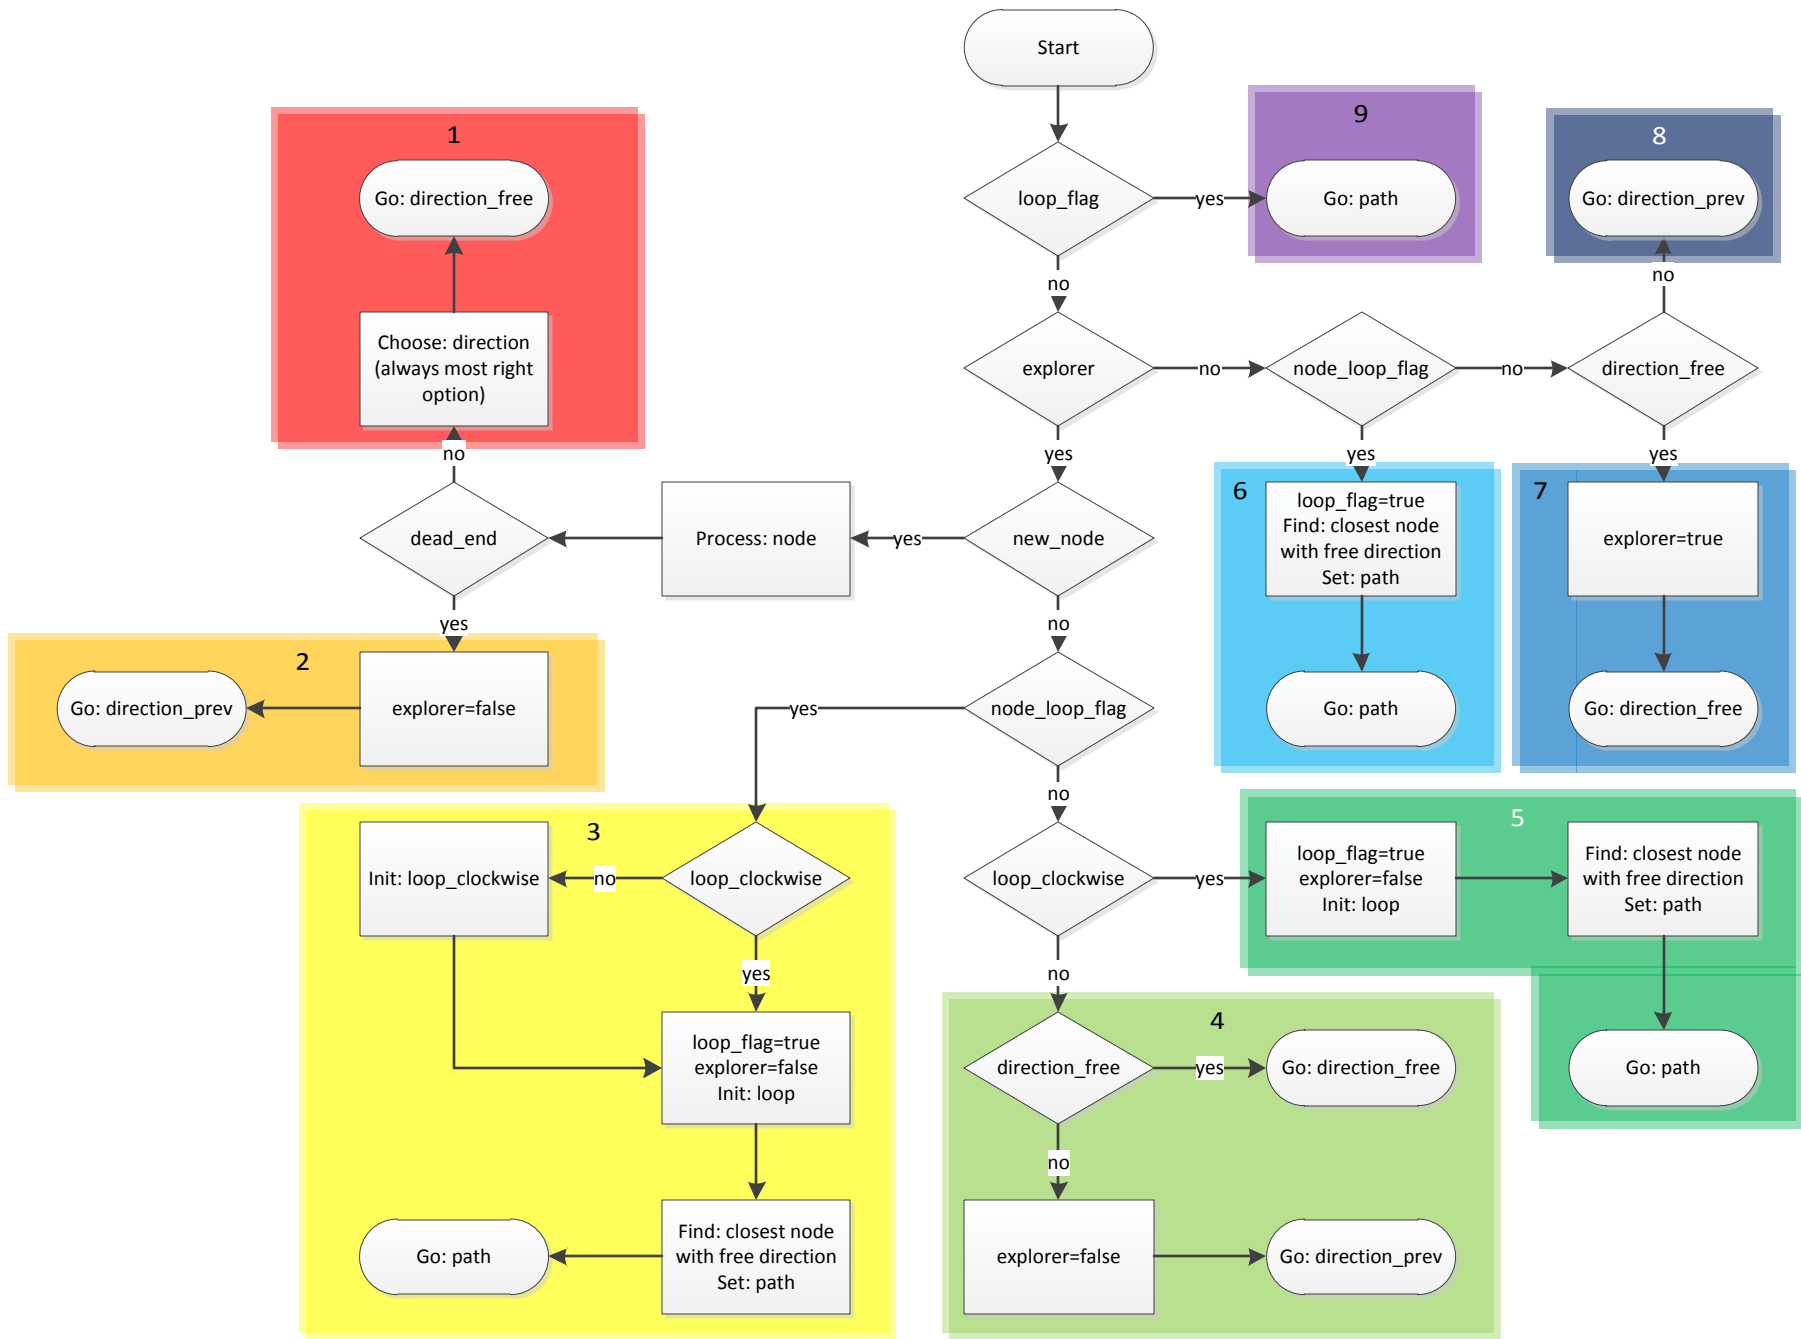 Start
9
8
1
Go: direction_free
loop_flag
yes
Go: path
Go: direction_prev
no
no
Choose: direction
(always most right
option)
explorer
no
node_loop_flag
no
direction_free
no
yes
yes
yes
6
7
dead_end
Process: node
yes
new_node
loop_flag=true
Find: closest node
with free direction
Set: path
explorer=true
yes
no
2
Go: direction_prev
explorer=false
yes
node_loop_flag
Go: path
Go: direction_free
no
3
5
Init: loop_clockwise
no
loop_clockwise
loop_clockwise
yes
loop_flag=true
explorer=false
Init: loop
Find: closest node
with free direction
Set: path
yes
no
4
loop_flag=true
explorer=false
Init: loop
direction_free
yes
Go: direction_free
Go: path
no
Go: path
Find: closest node
with free direction
Set: path
explorer=false
Go: direction_prev